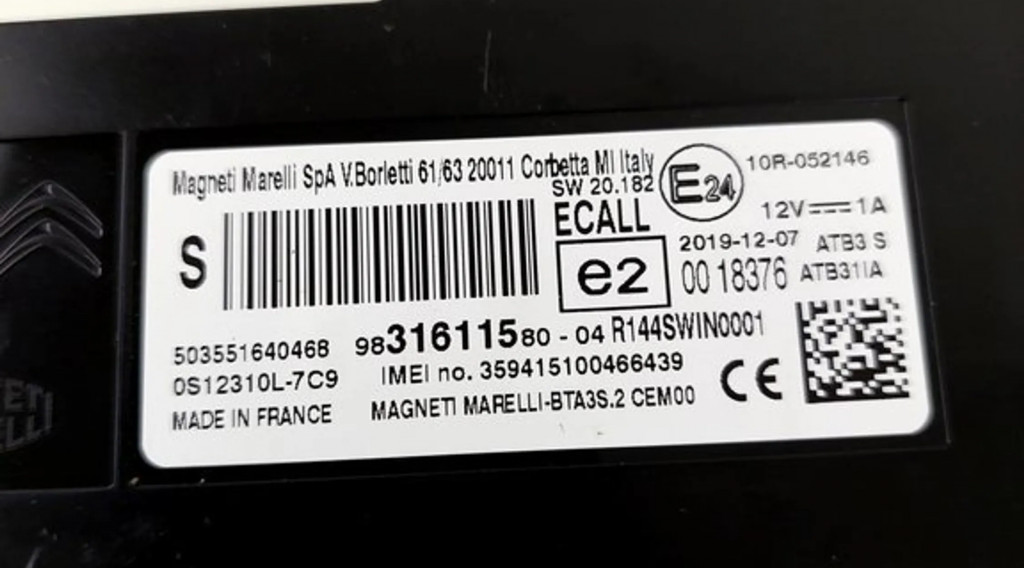 Magneti Marelli SpA V.Borletti 61/63 20011 Corbetta MI Italy
SW 20.182
E24
10R-052146
ECALL
12V⎓1A
S
e2
2019-12-07 ATB3 S
00 18376 ATB31IA
503551640468
9831611580-04 R144SWIN0001
0S12310L-7C9
IMEI no. 359415100466439
CE
MADE IN FRANCE
MAGNETI MARELLI-BTA3S.2 CEM00